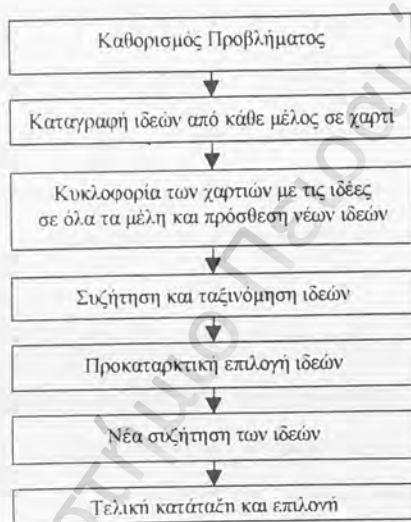 Καθορισμός Προβλήματος
Καταγραφή ιδεών από κάθε μέλος σε χαρτί
Κυκλοφορία των χαρτιών με τις ιδέες
σε όλα τα μέλη και πρόσθεση νέων ιδεών
Συζήτηση και ταξινόμηση ιδεών
Προκαταρκτική επιλογή ιδεών
Νέα συζήτηση των ιδεών
Τελική κατάταξη και επιλογή